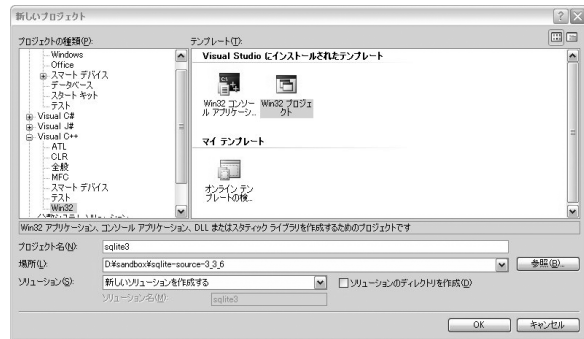 新しいプロジェクト
プロジェクトの種類(P):
テンプレート(T):
Windows
Office
スマート デバイス
データベース
スタート キット
テスト
Visual C#
Visual J#
Visual C++
ATL
CLR
全般
MFC
スマート デバイス
テスト
Win32
Visual Studio にインストールされたテンプレート
Win32 コンソー
ル アプリケーシ...
Win32 プロジェ
クト
マイ テンプレート
オンライン テン
プレートの検...
Win32 アプリケーション、コンソール アプリケーション、DLL またはスタティック ライブラリを作成するためのプロジェクトです
プロジェクト名(N):
sqlite3
場所(L):
D:¥sandbox¥sqlite-source-3_3_6
参照(B)...
ソリューション(S):
新しいソリューションを作成する
ソリューションのディレクトリを作成(D)
ソリューション名(M):
sqlite3
OK
キャンセル